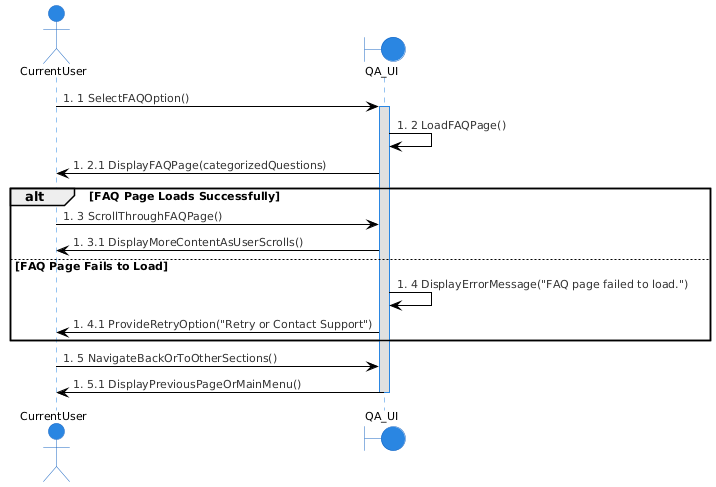 CurrentUser
QA_UI
1. 1 SelectFAQOption()
1. 2 LoadFAQPage()
1. 2.1 DisplayFAQPage(categorizedQuestions)
alt [FAQ Page Loads Successfully]
1. 3 ScrollThroughFAQPage()
1. 3.1 DisplayMoreContentAsUserScrolls()
[FAQ Page Fails to Load]
1. 4 DisplayErrorMessage("FAQ page failed to load.")
1. 4.1 ProvideRetryOption("Retry or Contact Support")
1. 5 NavigateBackOrToOtherSections()
1. 5.1 DisplayPreviousPageOrMainMenu()
CurrentUser
QA_UI